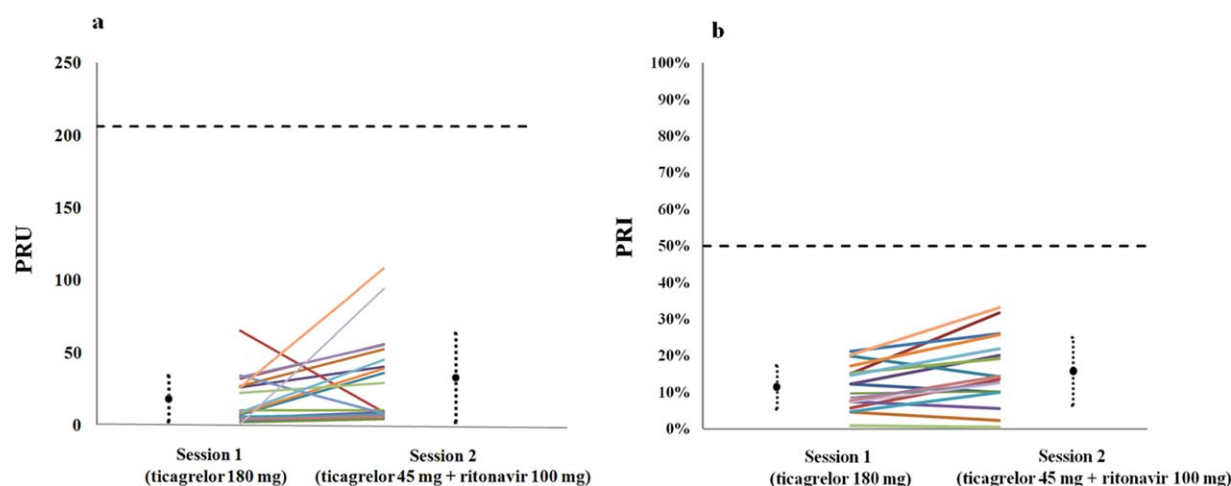 a
250
200
150
100
50
0
PRU
Session 1
(ticagrelor 180 mg)
Session 2
(ticagrelor 45 mg + ritonavir 100 mg)
b
100%
90%
80%
70%
60%
50%
40%
30%
20%
10%
0%
PRI
Session 1
(ticagrelor 180 mg)
Session 2
(ticagrelor 45 mg + ritonavir 100 mg)